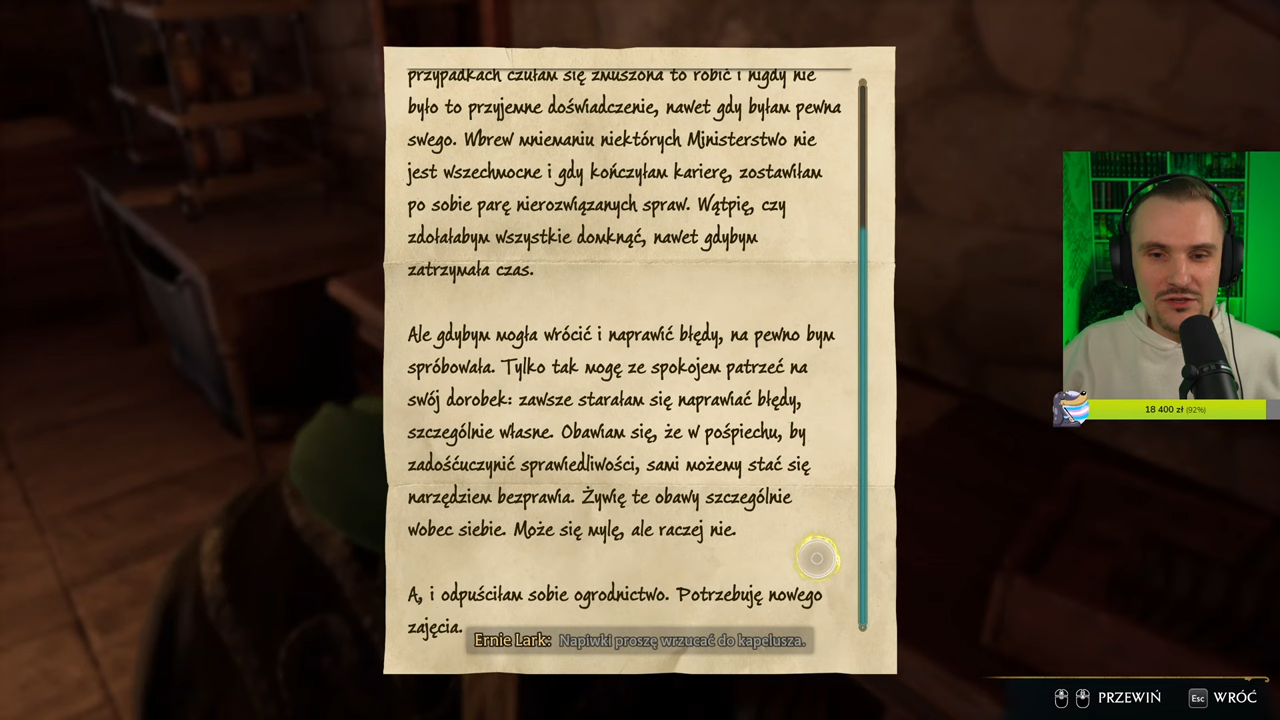 przypadkach czułam się zmuszona to robić i nigdy nie
było to przyjemne doświadczenie, nawet gdy byłam pewna
swego. Wbrew mniemaniu niektórych Ministerstwo nie
jest wszechmocne i gdy kończyłam karierę, zostawiłam
po sobie parę nierozwiązanych spraw. Wątpię, czy
zdołałabym wszystkie domknąć, nawet gdybym
zatrzymała czas.
Ale gdybym mogła wrócić i naprawić błędy, na pewno bym
spróbowała. Tylko tak mogę ze spokojem patrzeć na
swój dorobek: zawsze starałam się naprawiać błędy,
szczególnie własne. Obawiam się, że w pośpiechu, by
zadośćuczynić sprawiedliwości, sami możemy stać się
narzędziem bezprawia. Żywię te obawy szczególnie
wobec siebie. Może się mylę, ale raczej nie.
A, i odpuściłam sobie ogrodnictwo. Potrzebuję nowego
zajęcia.
Ernie Lark: Napiwki proszę wrzucać do kapelusza.
18 400 zł (92%)
PRZEWIŃ
Esc WRÓĆ